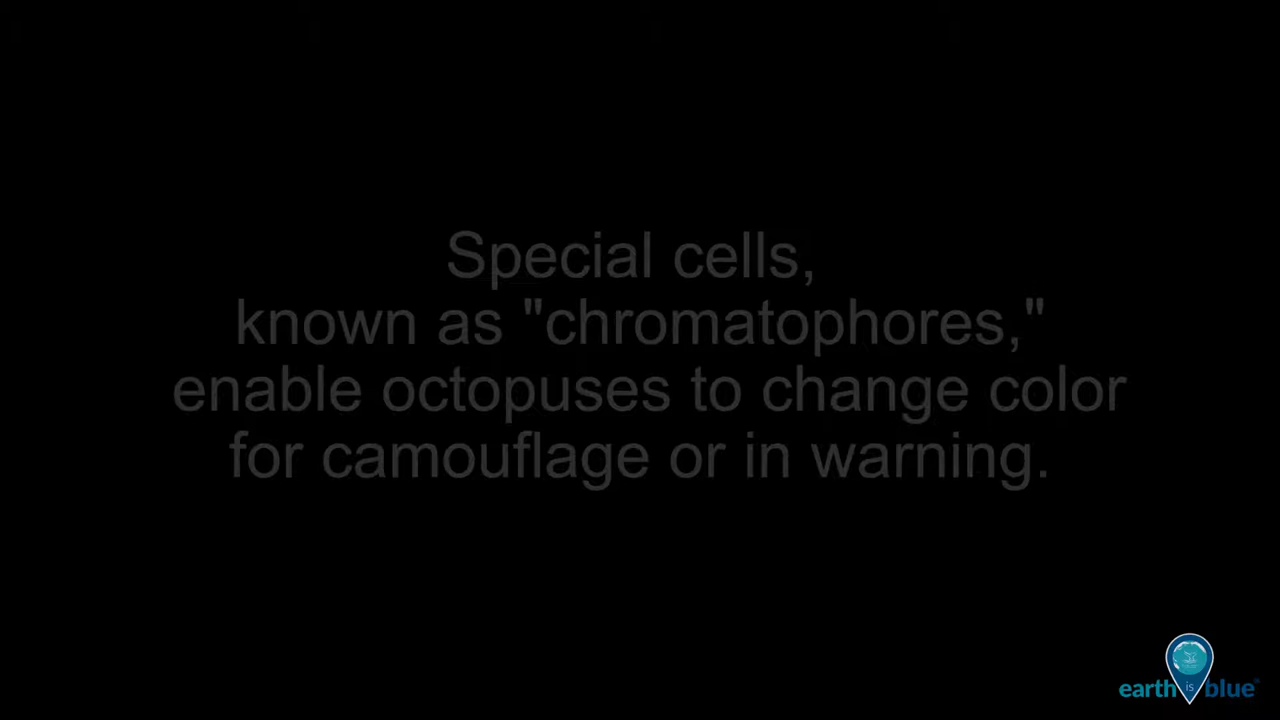 Special cells,
known as "chromatophores,"
enable octopuses to change color
for camouflage or in warning.
earth is blue